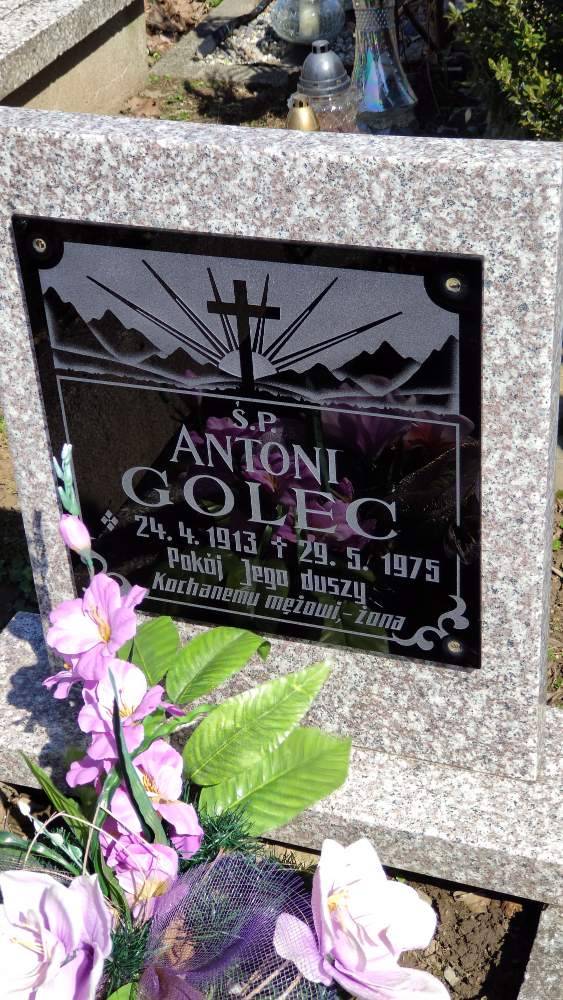 Ś.P.
ANTONI
GOLEC
24. 4. 1913 + 29. 5. 1975
Pokój Jego duszy
Kochanemu mężowi, - żona